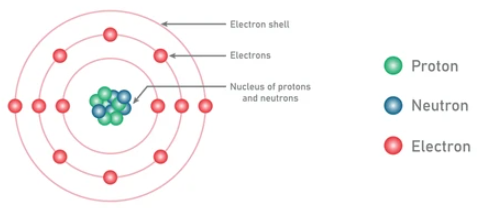 Electron shell
Electrons
Nucleus of protons
and neutrons
Proton
Neutron
Electron